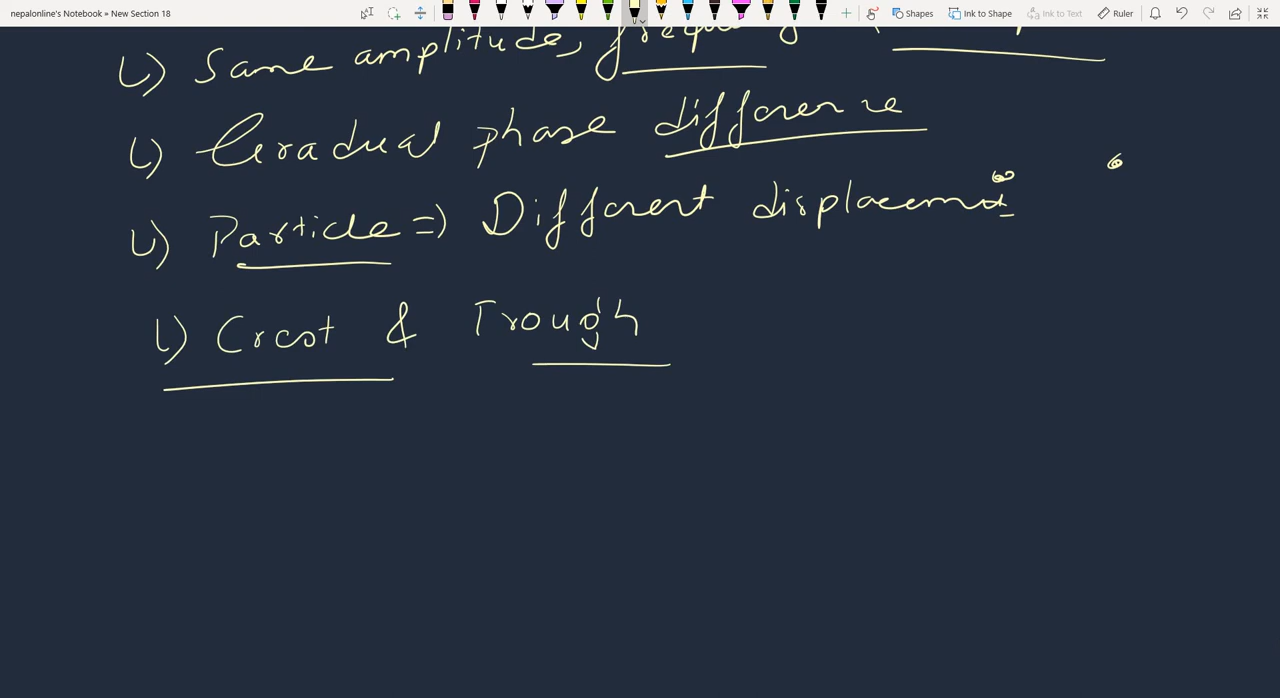 nepalonline's Notebook » New Section 18
Shapes Ink to Shape Ink to Text Ruler
Same amplitude,
Gradual phase difference
Particle => Different displacement
Crest & Trough